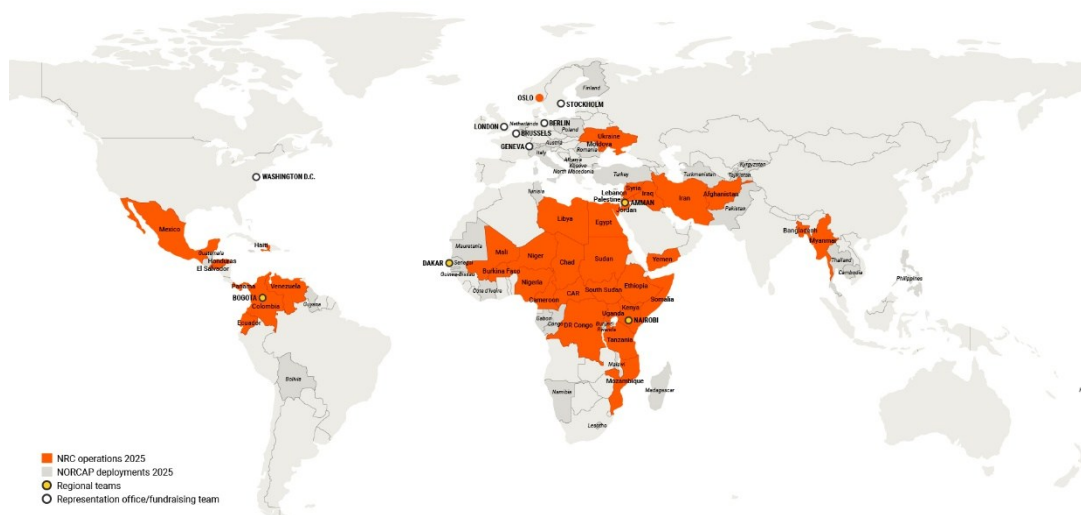 Finland
OSLO
STOCKHOLM
LONDON
Netherlands
BERLIN
BRUSSELS
Poland
GENEVA
Austria
Ukraine
Moldova
Italy
Romania
Albania
Kosovo
North Macedonia
WASHINGTON D.C.
Turkey
Turkmenistan
Kyrgyzstan
Tajikistan
Tunisia
Lebanon
Syria
Iraq
Iran
Afghanistan
Palestine
AMMAN
Jordan
Pakistan
Mexico
Libya
Egypt
Bangladesh
Myanmar
Haiti
Guatemala
Honduras
El Salvador
Mauritania
Mali
Niger
Chad
Sudan
Yemen
Thailand
Cambodia
Philippines
DAKAR
Senegal
Guinea-Bissau
Burkina Faso
Panama
Venezuela
BOGOTA
Colombia
Guyana
Cote d'Ivoire
Nigeria
Cameroon
CAR
South Sudan
Ethiopia
Somalia
Ecuador
Gabon
Congo
DR Congo
Uganda
Kenya
NAIROBI
Burundi
Rwanda
Tanzania
Bolivia
Malawi
Mozambique
Madagascar
Namibia
Lesotho
NRC operations 2025
NORCAP deployments 2025
Regional teams
Representation office/fundraising team